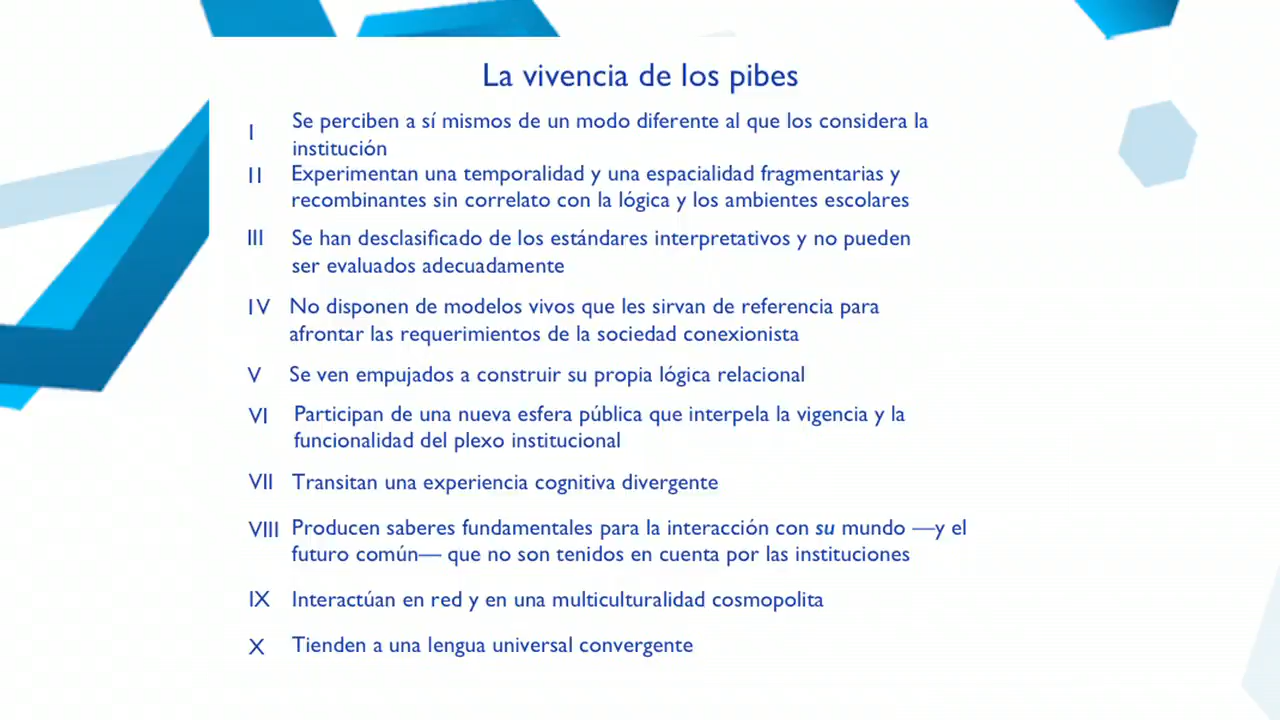 La vivencia de los pibes
I Se perciben a sí mismos de un modo diferente al que los considera la
institución
II Experimentan una temporalidad y una espacialidad fragmentarias y
recombinantes sin correlato con la lógica y los ambientes escolares
III Se han desclasificado de los estándares interpretativos y no pueden
ser evaluados adecuadamente
IV No disponen de modelos vivos que les sirvan de referencia para
afrontar las requerimientos de la sociedad conexionista
V Se ven empujados a construir su propia lógica relacional
VI Participan de una nueva esfera pública que interpela la vigencia y la
funcionalidad del plexo institucional
VII Transitan una experiencia cognitiva divergente
VIII Producen saberes fundamentales para la interacción con su mundo —y el
futuro común— que no son tenidos en cuenta por las instituciones
IX Interactúan en red y en una multiculturalidad cosmopolita
X Tienden a una lengua universal convergente